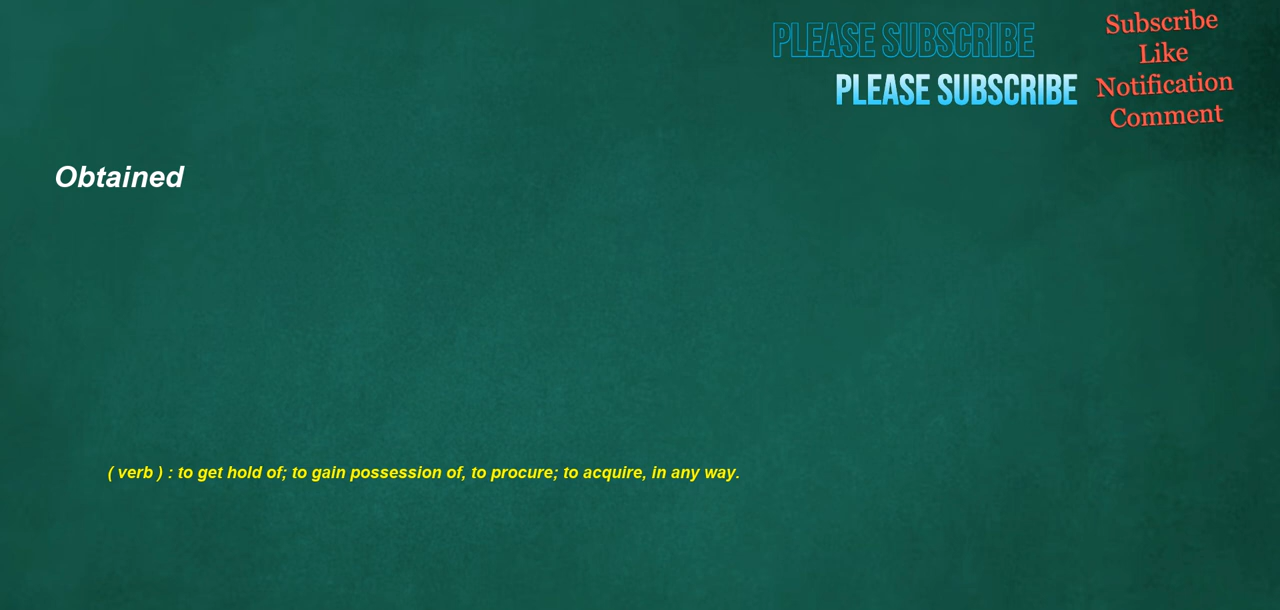 PLEASE SUBSCRIBE
PLEASE SUBSCRIBE
Subscribe
Like
Notification
Comment
Obtained
( verb ) : to get hold of; to gain possession of, to procure; to acquire, in any way.